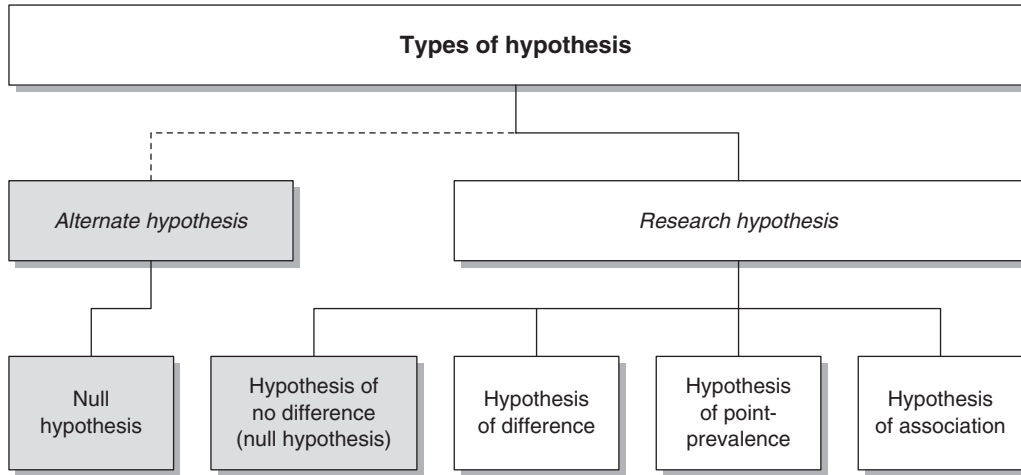 Types of hypothesis
Alternate hypothesis
Research hypothesis
Null
hypothesis
Hypothesis of
no difference
(null hypothesis)
Hypothesis
of difference
Hypothesis
of point-
prevalence
Hypothesis
of association